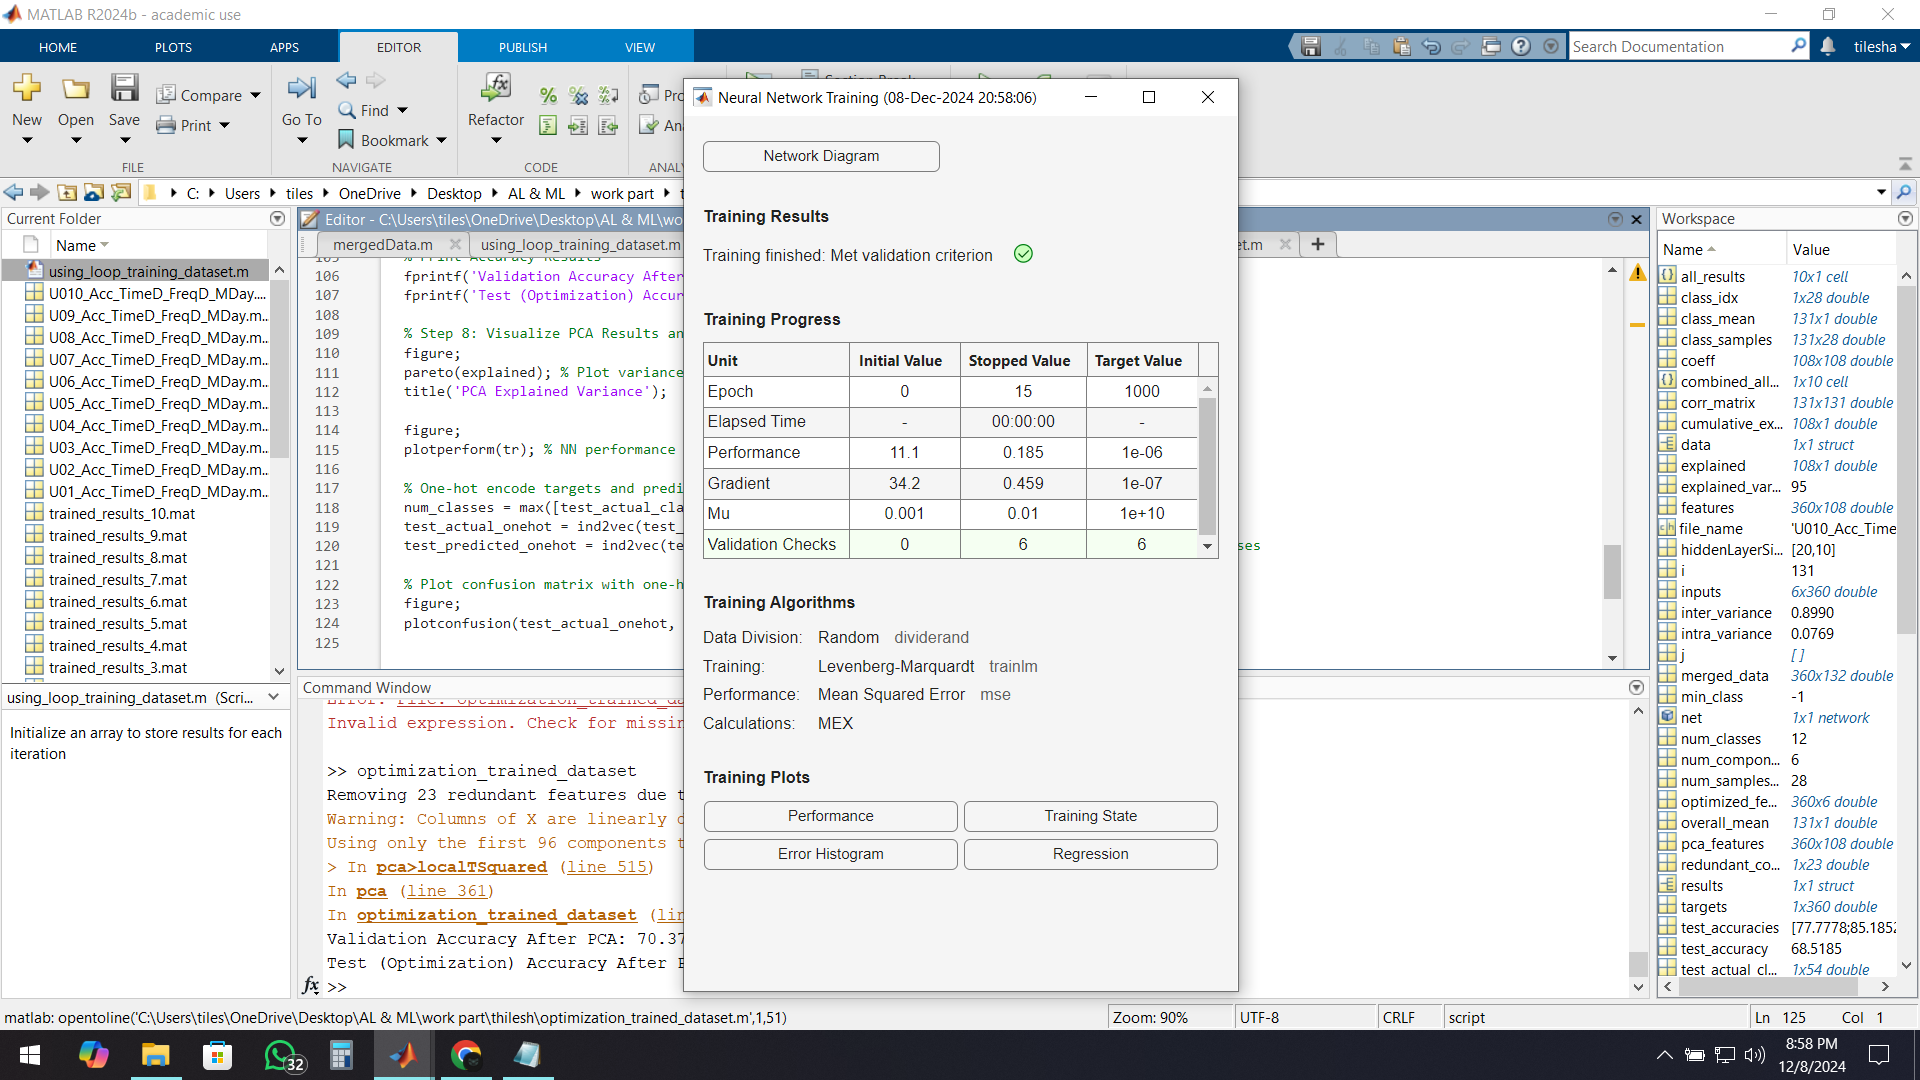 MATLAB R2024b - academic use
HOME
PLOTS
APPS
EDITOR
PUBLISH
VIEW
Search Documentation
tilesha
New
Open
Save
Compare
Print
FILE
Go To
Find
Bookmark
NAVIGATE
Refactor
CODE
C:
Users
tiles
OneDrive
Desktop
AL & ML
work part
Current Folder
Name
using_loop_training_dataset.m
U010_Acc_TimeD_FreqD_MDay....
U09_Acc_TimeD_FreqD_MDay.m...
U08_Acc_TimeD_FreqD_MDay.m...
U07_Acc_TimeD_FreqD_MDay.m...
U06_Acc_TimeD_FreqD_MDay.m...
U05_Acc_TimeD_FreqD_MDay.m...
U04_Acc_TimeD_FreqD_MDay.m...
U03_Acc_TimeD_FreqD_MDay.m...
U02_Acc_TimeD_FreqD_MDay.m...
U01_Acc_TimeD_FreqD_MDay.m...
trained_results_10.mat
trained_results_9.mat
trained_results_8.mat
trained_results_7.mat
trained_results_6.mat
trained_results_5.mat
trained_results_4.mat
trained_results_3.mat
using_loop_training_dataset.m (Scri...
Initialize an array to store results for each
iteration
Editor - C:\Users\tiles\OneDrive\Desktop\AL & ML\wo
mergedData.m
using_loop_training_dataset.m
et.m
105 % Print Accuracy Results
106 fprintf('Validation Accuracy After
107 fprintf('Test (Optimization) Accur
108
109 % Step 8: Visualize PCA Results an
110 figure;
111 pareto(explained); % Plot variance
112 title('PCA Explained Variance');
113
114 figure;
115 plotperform(tr); % NN performance
116
117 % One-hot encode targets and predi
118 num_classes = max([test_actual_cla
119 test_actual_onehot = ind2vec(test_
120 test_predicted_onehot = ind2vec(te
es
121
122 % Plot confusion matrix with one-h
123 figure;
124 plotconfusion(test_actual_onehot,
125
Command Window
Invalid expression. Check for missin
>> optimization_trained_dataset
Removing 23 redundant features due t
Warning: Columns of X are linearly
Using only the first 96 components t
> In pca>localTSquared (line 515)
In pca (line 361)
In optimization_trained_dataset (lin
Validation Accuracy After PCA: 70.37
Test (Optimization) Accuracy After P
fx >>
Neural Network Training (08-Dec-2024 20:58:06)
Network Diagram
Training Results
Training finished: Met validation criterion
Training Progress
Unit Initial Value Stopped Value Target Value
Epoch 0 15 1000
Elapsed Time - 00:00:00 -
Performance 11.1 0.185 1e-06
Gradient 34.2 0.459 1e-07
Mu 0.001 0.01 1e+10
Validation Checks 0 6 6
Training Algorithms
Data Division: Random dividerand
Training: Levenberg-Marquardt trainlm
Performance: Mean Squared Error mse
Calculations: MEX
Training Plots
Performance
Training State
Error Histogram
Regression
Workspace
Name Value
all_results 10x1 cell
class_idx 1x28 double
class_mean 131x1 double
class_samples 131x28 double
coeff 108x108 double
combined_all... 1x10 cell
corr_matrix 131x131 double
cumulative_ex... 108x1 double
data 1x1 struct
explained 108x1 double
explained_var... 95
features 360x108 double
file_name 'U010_Acc_Time
hiddenLayerSi... [20,10]
i 131
inputs 6x360 double
inter_variance 0.8990
intra_variance 0.0769
j []
merged_data 360x132 double
min_class -1
net 1x1 network
num_classes 12
num_compon... 6
num_samples... 28
optimized_fe... 360x6 double
overall_mean 131x1 double
pca_features 360x108 double
redundant_co... 1x23 double
results 1x1 struct
targets 1x360 double
test_accuracies [77.7778;85.1852
test_accuracy 68.5185
test_actual_cl... 1x54 double
matlab: opentoline('C:\Users\tiles\OneDrive\Desktop\AL & ML\work part\thilesh\optimization_trained_dataset.m',1,51)
Zoom: 90%
UTF-8
CRLF
script
Ln 125 Col 1
32
8:58 PM
12/8/2024